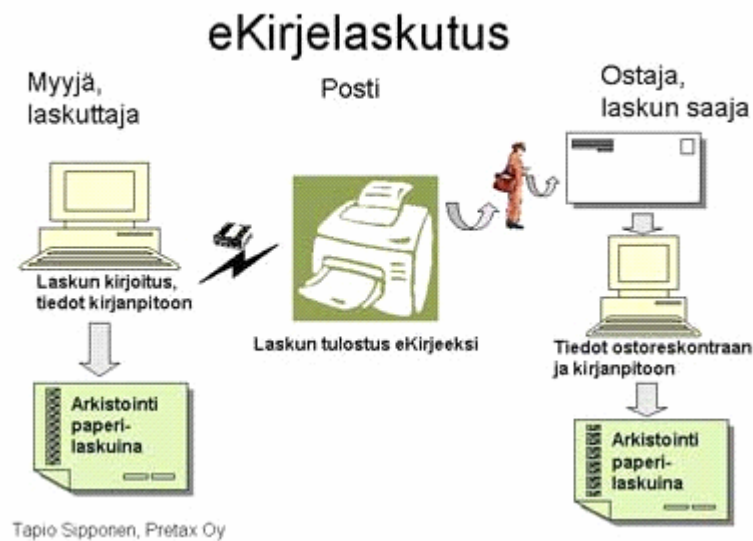 eKirjelaskutus
Myyjä,
laskuttaja
Posti
Ostaja,
laskun saaja
Laskun kirjoitus,
tiedot kirjanpitoon
Laskun tulostus eKirjeeksi
Tiedot ostoreskontraan
ja kirjanpitoon
Arkistointi
paperi-
laskuina
Arkistointi
paperi-
laskuina
Tapio Sipponen, Pretax Oy